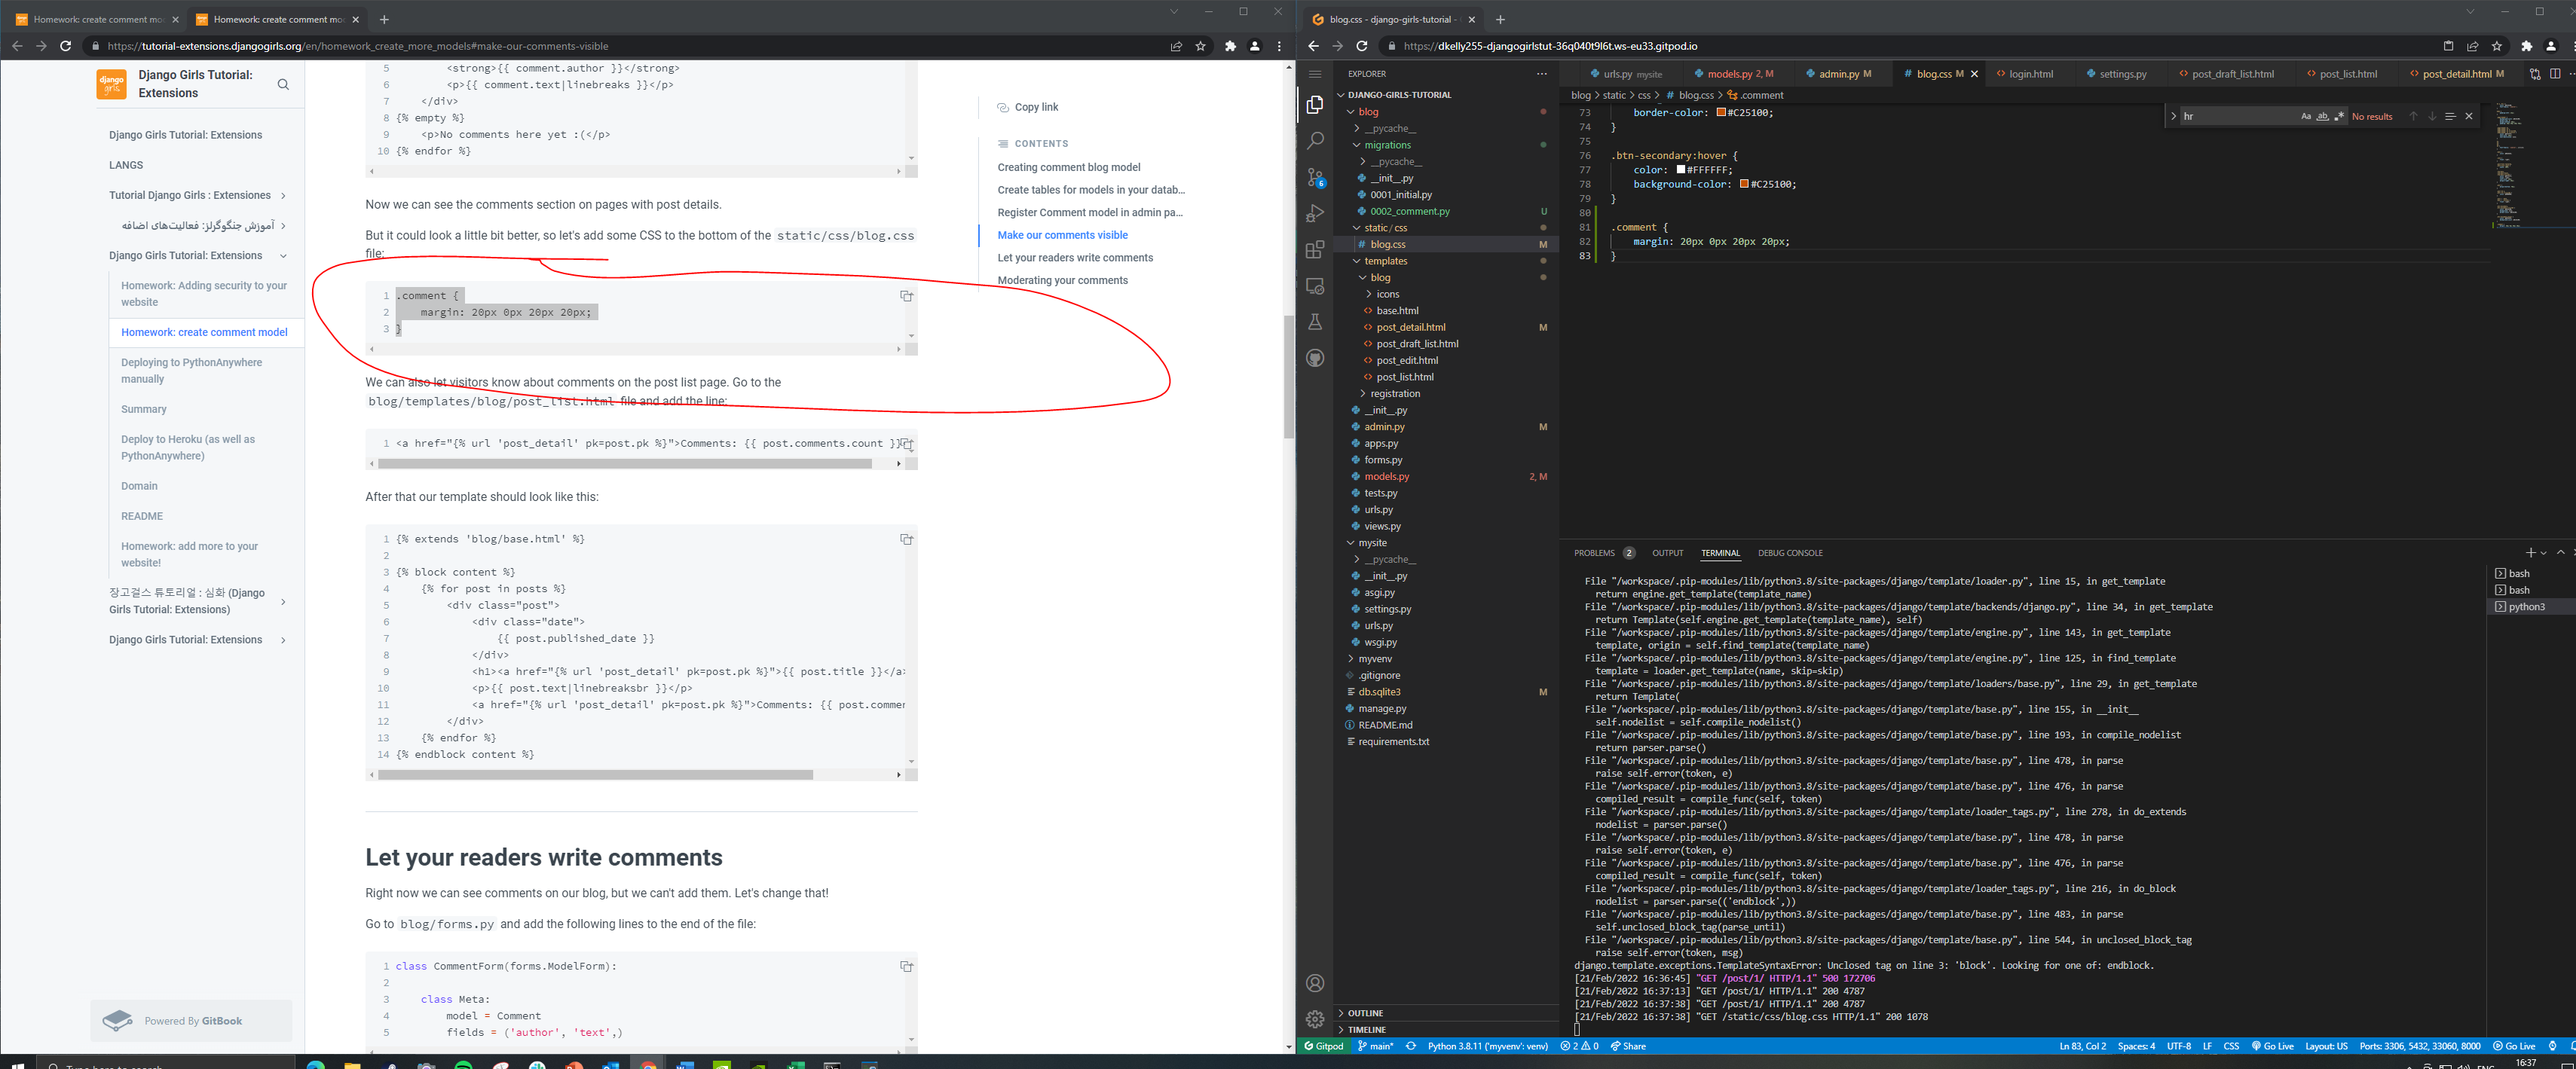 Homework: create comment mo
Homework: create comment mo
https://tutorial-extensions.djangogirls.org/en/homework_create_more_models#make-our-comments-visible
django girls
Django Girls Tutorial:
Extensions
Django Girls Tutorial: Extensions
LANGS
Tutorial Django Girls : Extensiones
آموزش جنگوگرلز: فعالیت‌های اضافه
Django Girls Tutorial: Extensions
Homework: Adding security to your
website
Homework: create comment model
Deploying to PythonAnywhere
manually
Summary
Deploy to Heroku (as well as
PythonAnywhere)
Domain
README
Homework: add more to your
website!
장고걸스 튜토리얼 : 심화 (Django
Girls Tutorial: Extensions)
Django Girls Tutorial: Extensions
Powered By GitBook
5 <strong>{{ comment.author }}</strong>
6 <p>{{ comment.text|linebreaks }}</p>
7 </div>
8 {% empty %}
9 <p>No comments here yet :(</p>
10 {% endfor %}
Now we can see the comments section on pages with post details.
But it could look a little bit better, so let's add some CSS to the bottom of the static/css/blog.css
file:
1 .comment {
2 margin: 20px 0px 20px 20px;
3 }
We can also let visitors know about comments on the post list page. Go to the
blog/templates/blog/post_list.html file and add the line:
1 <a href="{% url 'post_detail' pk=post.pk %}">Comments: {{ post.comments.count }}
After that our template should look like this:
1 {% extends 'blog/base.html' %}
2
3 {% block content %}
4 {% for post in posts %}
5 <div class="post">
6 <div class="date">
7 {{ post.published_date }}
8 </div>
9 <h1><a href="{% url 'post_detail' pk=post.pk %}">{{ post.title }}</a>
10 <p>{{ post.text|linebreaksbr }}</p>
11 <a href="{% url 'post_detail' pk=post.pk %}">Comments: {{ post.commen
12 </div>
13 {% endfor %}
14 {% endblock content %}
Let your readers write comments
Right now we can see comments on our blog, but we can't add them. Let's change that!
Go to blog/forms.py and add the following lines to the end of the file:
1 class CommentForm(forms.ModelForm):
2
3 class Meta:
4 model = Comment
5 fields = ('author', 'text',)
Copy link
CONTENTS
Creating comment blog model
Create tables for models in your datab...
Register Comment model in admin pa...
Make our comments visible
Let your readers write comments
Moderating your comments
blog.css - django-girls-tutorial -
https://dkelly255-djangogirlstut-36q040t9l6t.ws-eu33.gitpod.io
EXPLORER
DJANGO-GIRLS-TUTORIAL
blog
__pycache__
migrations
__pycache__
__init__.py
0001_initial.py
0002_comment.py U
static / css
blog.css M
templates
blog
icons
base.html
post_detail.html M
post_draft_list.html
post_edit.html
post_list.html
registration
__init__.py
admin.py M
apps.py
forms.py
models.py 2, M
tests.py
urls.py
views.py
mysite
__pycache__
__init__.py
asgi.py
settings.py
urls.py
wsgi.py
myvenv
.gitignore
db.sqlite3 M
manage.py
README.md
requirements.txt
OUTLINE
TIMELINE
6
urls.py mysite models.py 2, M admin.py M # blog.css M login.html settings.py post_draft_list.html post_list.html post_detail.html M
blog > static > css > # blog.css > .comment
hr Aa ab No results
73 border-color: #C25100;
74 }
75
76 .btn-secondary:hover {
77 color: #FFFFFF;
78 background-color: #C25100;
79 }
80
81 .comment {
82 margin: 20px 0px 20px 20px;
83 }
PROBLEMS 2 OUTPUT TERMINAL DEBUG CONSOLE
bash
bash
python3
File "/workspace/.pip-modules/lib/python3.8/site-packages/django/template/loader.py", line 15, in get_template
return engine.get_template(template_name)
File "/workspace/.pip-modules/lib/python3.8/site-packages/django/template/backends/django.py", line 34, in get_template
return Template(self.engine.get_template(template_name), self)
File "/workspace/.pip-modules/lib/python3.8/site-packages/django/template/engine.py", line 143, in get_template
template, origin = self.find_template(template_name)
File "/workspace/.pip-modules/lib/python3.8/site-packages/django/template/engine.py", line 125, in find_template
template = loader.get_template(name, skip=skip)
File "/workspace/.pip-modules/lib/python3.8/site-packages/django/template/loaders/base.py", line 29, in get_template
return Template(
File "/workspace/.pip-modules/lib/python3.8/site-packages/django/template/base.py", line 155, in __init__
self.nodelist = self.compile_nodelist()
File "/workspace/.pip-modules/lib/python3.8/site-packages/django/template/base.py", line 193, in compile_nodelist
return parser.parse()
File "/workspace/.pip-modules/lib/python3.8/site-packages/django/template/base.py", line 478, in parse
raise self.error(token, e)
File "/workspace/.pip-modules/lib/python3.8/site-packages/django/template/base.py", line 476, in parse
compiled_result = compile_func(self, token)
File "/workspace/.pip-modules/lib/python3.8/site-packages/django/template/loader_tags.py", line 278, in do_extends
nodelist = parser.parse()
File "/workspace/.pip-modules/lib/python3.8/site-packages/django/template/base.py", line 478, in parse
raise self.error(token, e)
File "/workspace/.pip-modules/lib/python3.8/site-packages/django/template/base.py", line 476, in parse
compiled_result = compile_func(self, token)
File "/workspace/.pip-modules/lib/python3.8/site-packages/django/template/loader_tags.py", line 216, in do_block
nodelist = parser.parse(('endblock',))
File "/workspace/.pip-modules/lib/python3.8/site-packages/django/template/base.py", line 483, in parse
self.unclosed_block_tag(parse_until)
File "/workspace/.pip-modules/lib/python3.8/site-packages/django/template/base.py", line 544, in unclosed_block_tag
raise self.error(token, msg)
django.template.exceptions.TemplateSyntaxError: Unclosed tag on line 3: 'block'. Looking for one of: endblock.
[21/Feb/2022 16:36:45] "GET /post/1/ HTTP/1.1" 500 172706
[21/Feb/2022 16:37:13] "GET /post/1/ HTTP/1.1" 200 4787
[21/Feb/2022 16:37:38] "GET /post/1/ HTTP/1.1" 200 4787
[21/Feb/2022 16:37:38] "GET /static/css/blog.css HTTP/1.1" 200 1078
Gitpod main* Python 3.8.11 ('myvenv': venv) 2 0 Share Ln 83, Col 2 Spaces: 4 UTF-8 LF CSS Go Live Layout: US Ports: 3306, 5432, 33060, 8000 Go Live
16:37